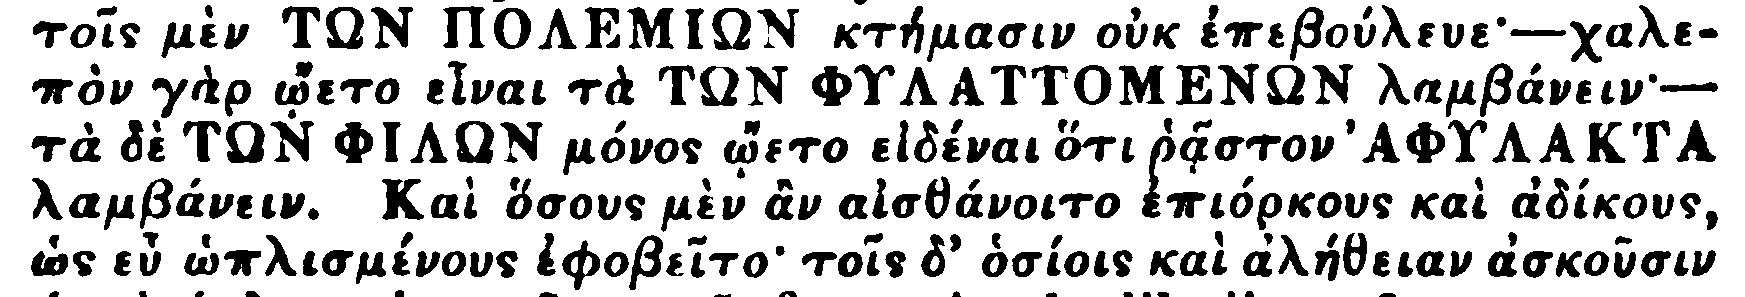 τοῖς μὲν ΤΩΝ ΠΟΛΕΜΙΩΝ κτήμασιν οὐκ ἐπεβούλευε·—χαλε-
πὸν γὰρ ᾤετο εἶναι τὰ ΤΩΝ ΦΥΛΑΤΤΟΜΕΝΩΝ λαμβάνειν·—
τὰ δὲ ΤΩΝ ΦΙΛΩΝ μόνος ᾤετο εἰδέναι ὅτι ῥᾷστον ἈΦΥΛΑΚΤΑ
λαμβάνειν. Καὶ ὅσους μὲν ἂν αἰσθάνοιτο ἐπιόρκους καὶ ἀδίκους,
ὡς εὖ ὡπλισμένους ἐφοβεῖτο· τοῖς δ’ ὁσίοις καὶ ἀλήθειαν ἀσκοῦσιν